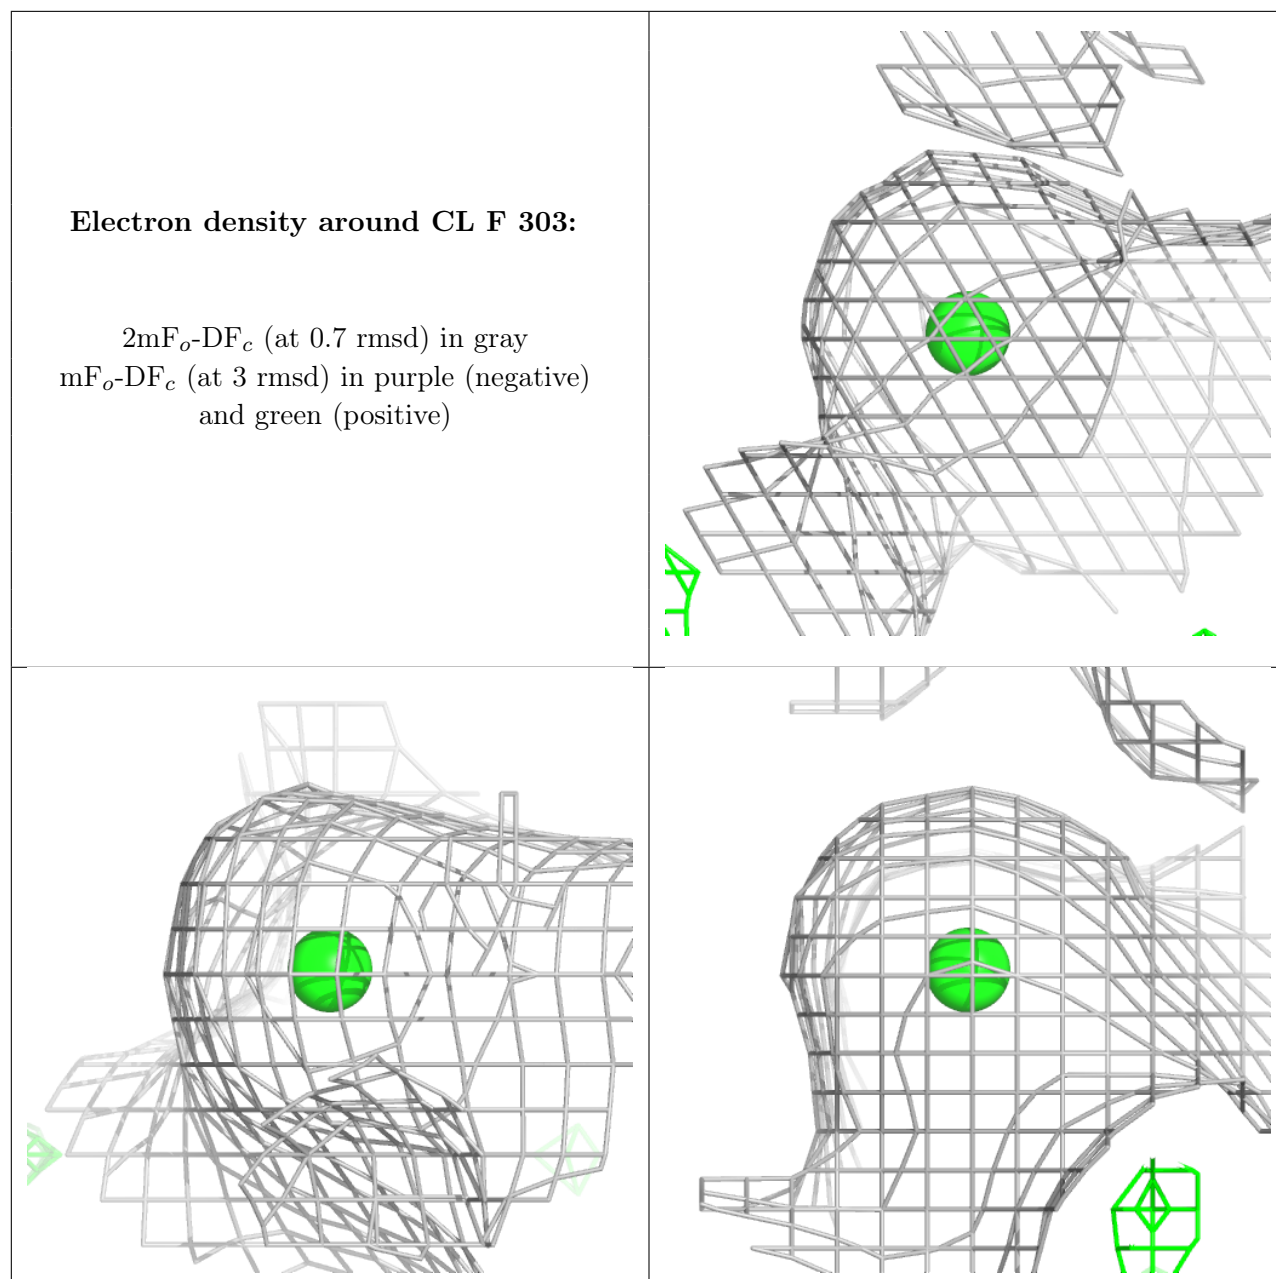 Electron density around CL F 303:
2mFo-DFc (at 0.7 rmsd) in gray
mFo-DFc (at 3 rmsd) in purple (negative)
and green (positive)